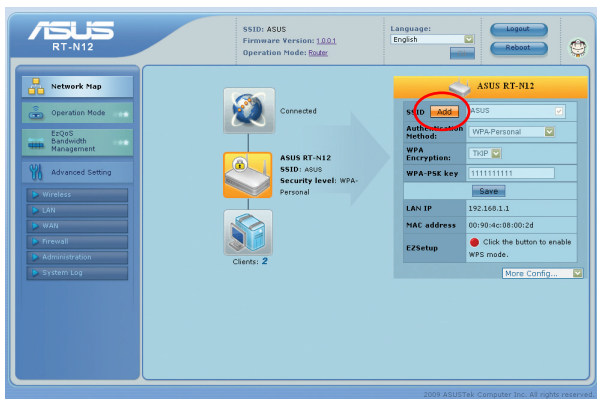 ASUS
RT-N12
SSID: ASUS
Firmware Version: 1.0.0.1
Operation Mode: Router
Language:
English
Logout
Reboot
Network Map
Operation Mode
EzQoS
Bandwidth
Management
Advanced Setting
Wireless
LAN
WAN
Firewall
Administration
System Log
Connected
ASUS RT-N12
SSID: ASUS
Security level: WPA-
Personal
Clients: 2
ASUS RT-N12
SSID Add ASUS
Authentication
Method: WPA-Personal
WPA
Encryption: TKIP
WPA-PSK key 1111111111
Save
LAN IP 192.168.1.1
MAC address 00:90:4c:08:00:2d
EZSetup Click the button to enable
WPS mode.
More Config...
2009 ASUSTek Computer Inc. All rights reserved.